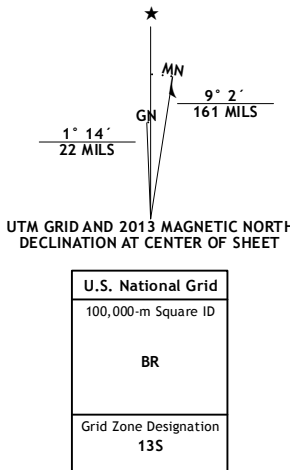 ★
MN
GN
9° 2´
161 MILS
1° 14´
22 MILS
UTM GRID AND 2013 MAGNETIC NORTH
DECLINATION AT CENTER OF SHEET
U.S. National Grid
100,000-m Square ID
BR
Grid Zone Designation
13S